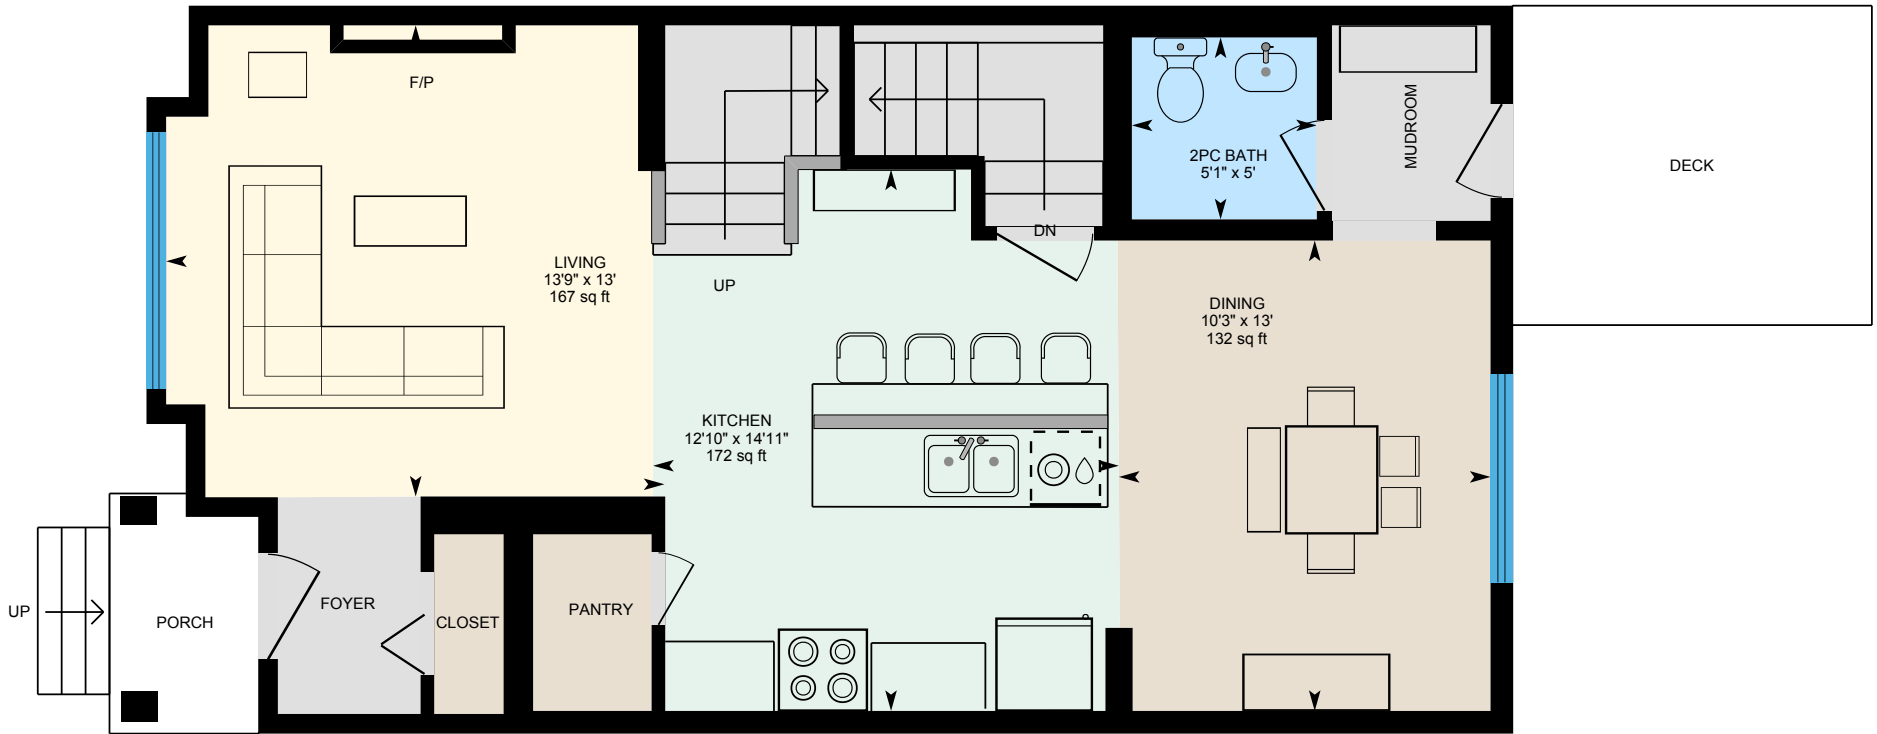 F/P
MUDROOM
2PC BATH
5'1" x 5'
DECK
DN
LIVING
13'9" x 13'
167 sq ft
UP
DINING
10'3" x 13'
132 sq ft
KITCHEN
12'10" x 14'11"
172 sq ft
UP
PORCH
FOYER
CLOSET
PANTRY